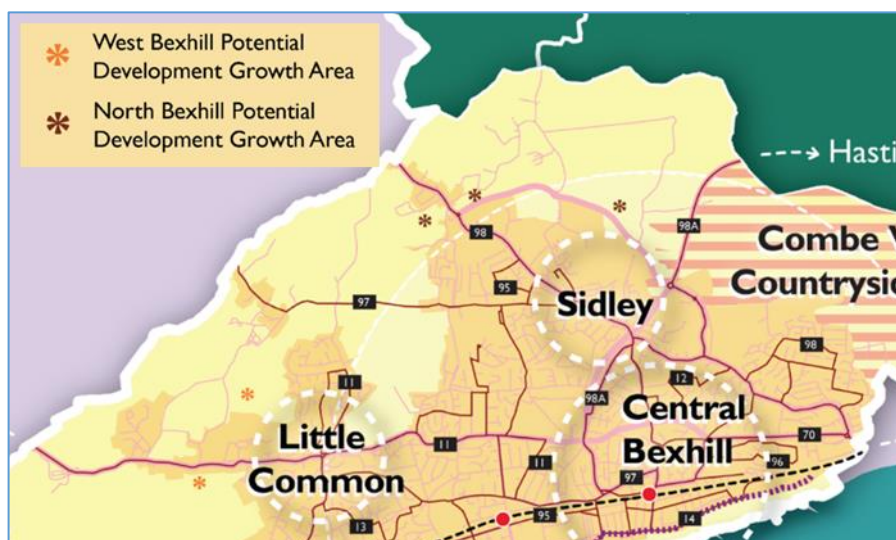 West Bexhill Potential
Development Growth Area
North Bexhill Potential
Development Growth Area
Hasti
98A
98
Combe V
Countrysid
95
Sidley
97
98
11
12
98A
Central
Bexhill
Little
Common
11
11
70
96
97
13
95
14